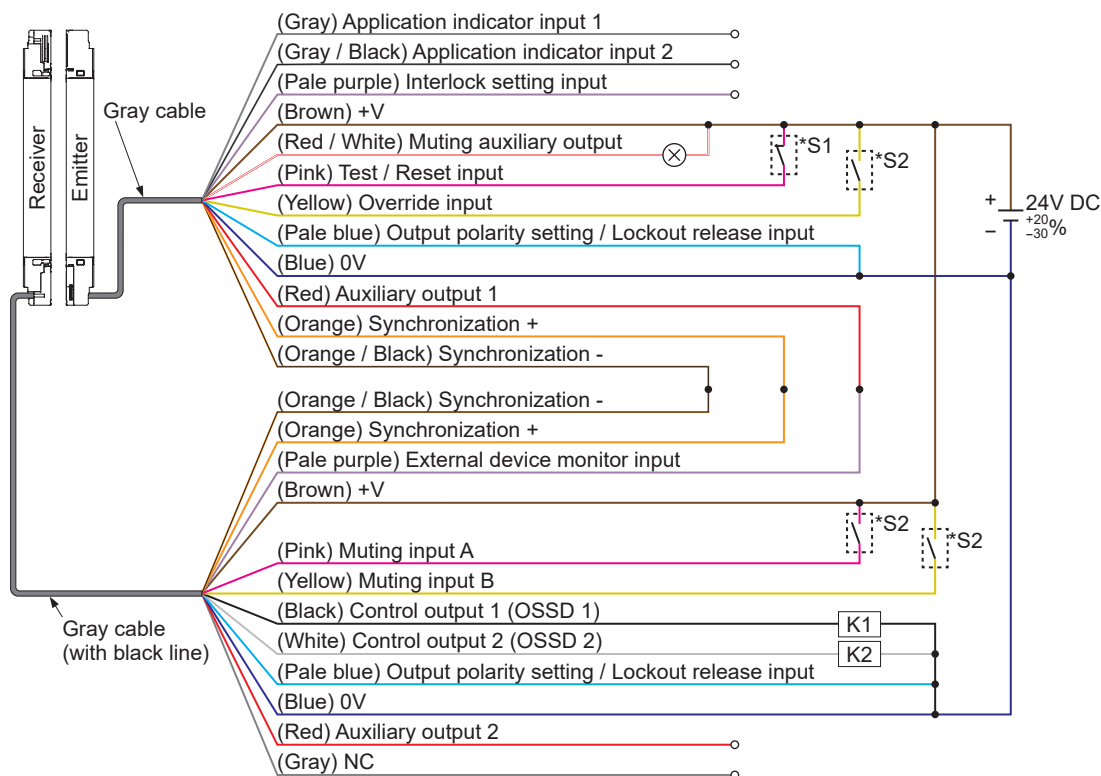 (Gray) Application indicator input 1
(Gray / Black) Application indicator input 2
(Pale purple) Interlock setting input
(Brown) +V
(Red / White) Muting auxiliary output
(Pink) Test / Reset input
(Yellow) Override input
(Pale blue) Output polarity setting / Lockout release input
(Blue) 0V
(Red) Auxiliary output 1
(Orange) Synchronization +
(Orange / Black) Synchronization -
(Orange / Black) Synchronization -
(Orange) Synchronization +
(Pale purple) External device monitor input
(Brown) +V
(Pink) Muting input A
(Yellow) Muting input B
(Black) Control output 1 (OSSD 1)
(White) Control output 2 (OSSD 2)
(Pale blue) Output polarity setting / Lockout release input
(Blue) 0V
(Red) Auxiliary output 2
(Gray) NC
Receiver
Emitter
Gray cable
Gray cable
(with black line)
*S1
*S2
*S2
*S2
K1
K2
+
−
24V DC
+20
−30%